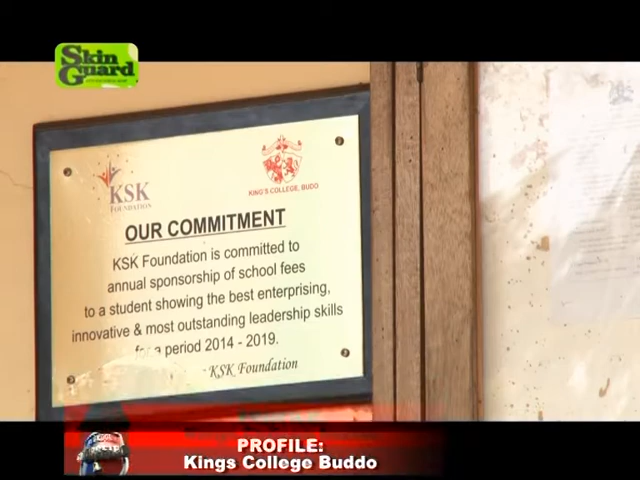 Skin
Guard
KSK
FOUNDATION
KING'S COLLEGE, BUDO
OUR COMMITMENT
KSK Foundation is committed to
annual sponsorship of school fees
to a student showing the best enterprising,
innovative & most outstanding leadership skills
for a period 2014 - 2019.
KSK FOUNDATION
PROFILE:
Kings College Buddo